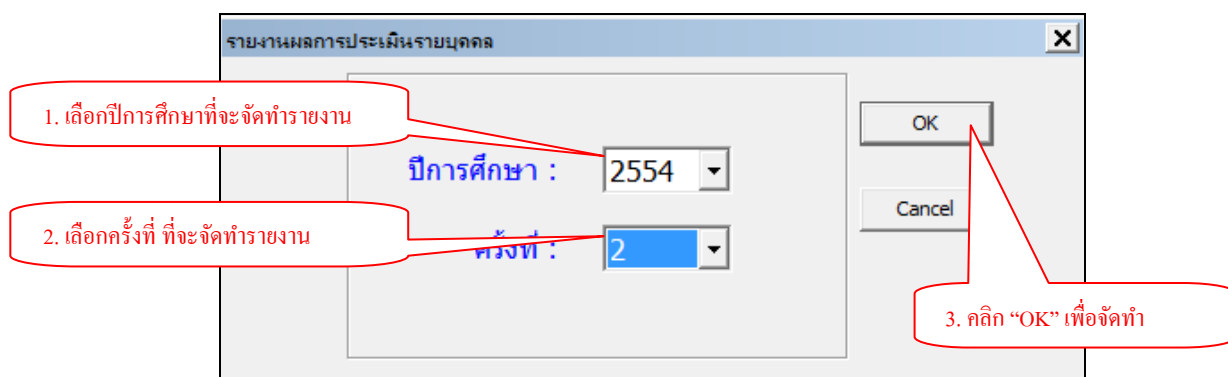 รายงานผลการประเมินรายบุคคล
1. เลือกปีการศึกษาที่จะจัดทำรายงาน
OK
ปีการศึกษา : 2554
Cancel
2. เลือกครั้งที่ ที่จะจัดทำรายงาน
ครั้งที่ : 2
3. คลิก “OK” เพื่อจัดทำ